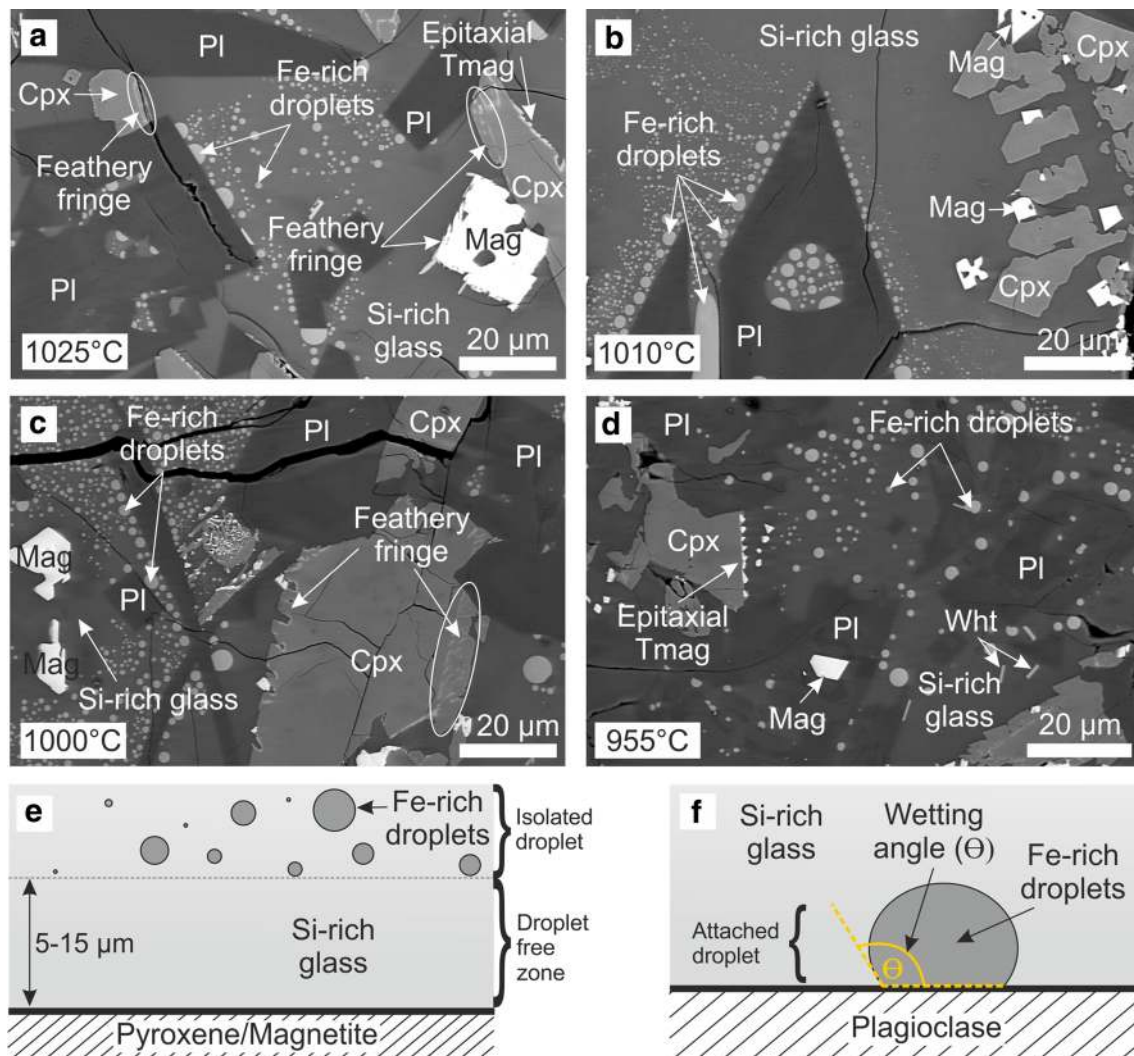 a
Pl
Fe-rich
droplets
Epitaxial
Tmag
Cpx
Pl
Feathery
fringe
Cpx
Feathery
fringe
Mag
Pl
Si-rich
glass
1025°C
20 µm
b
Si-rich glass
Mag
Cpx
Fe-rich
droplets
Mag
Cpx
Pl
1010°C
20 µm
c
Fe-rich
droplets
Pl
Cpx
Pl
Feathery
fringe
Mag
Pl
Mag
Cpx
Si-rich glass
1000°C
20 µm
d
Pl
Fe-rich droplets
Cpx
Pl
Epitaxial
Tmag
Pl
Wht
Mag
Si-rich
glass
955°C
20 µm
e
Fe-rich
droplets
Isolated
droplet
5-15 µm
Si-rich
glass
Droplet
free
zone
Pyroxene/Magnetite
f
Si-rich
glass
Wetting
angle (Θ)
Fe-rich
droplets
Attached
droplet
Θ
Plagioclase